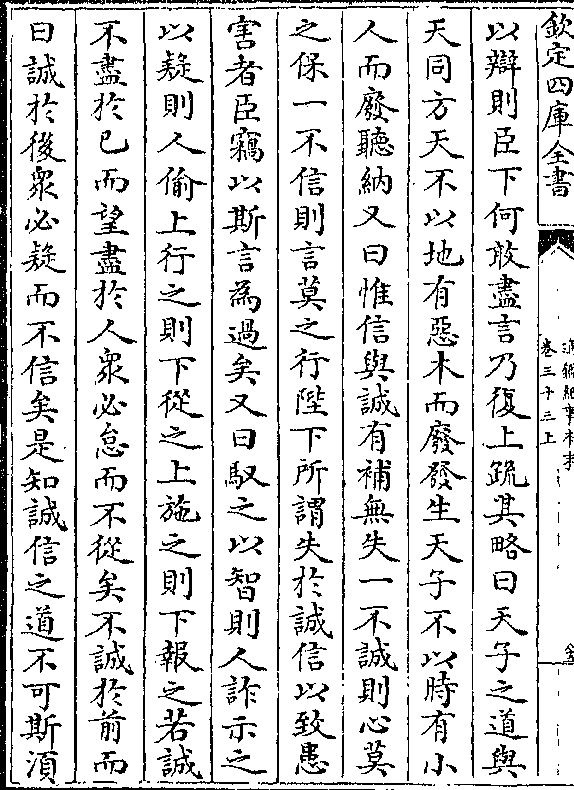 欽定四庫全書
卷三十三上
以辯則臣下何敢盡言乃復上疏其略曰天子之道與
天同方天不以地有惡木而廢發生天子不以時有小
人而廢聽納又曰惟信與誠有補無失一不誠則心莫
之保一不信則言莫之行陛下所謂失於誠信以致患
害者臣竊以斯言為過矣又曰馭之以智則人詐示之
以疑則人偷上行之則下從之上施之則下報之若誠
不盡於已而望盡於人衆必怠而不從矣不誠於前而
曰誠於後衆必疑而不信矣是知誠信之道不可斯湏